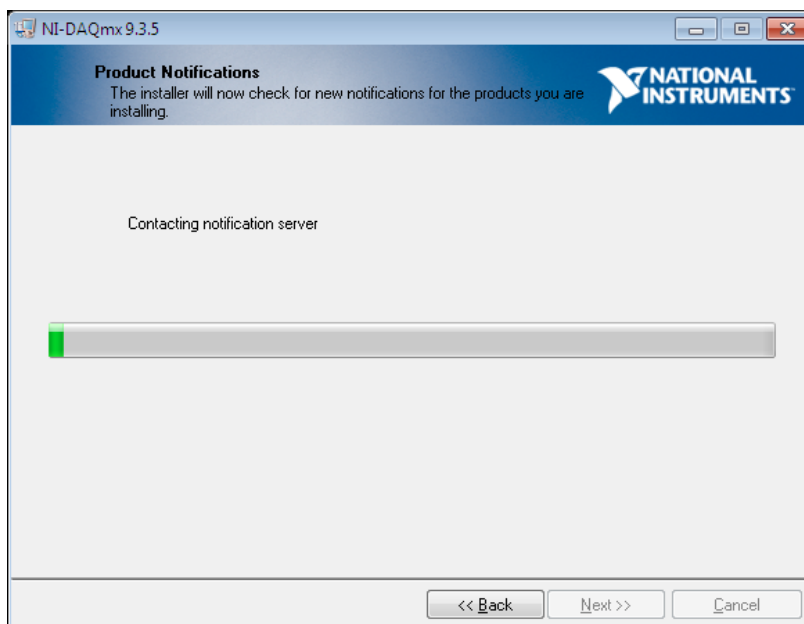 NI-DAQmx 9.3.5
Product Notifications
The installer will now check for new notifications for the products you are
installing.
NATIONAL
INSTRUMENTS
Contacting notification server
<< Back
Next >>
Cancel